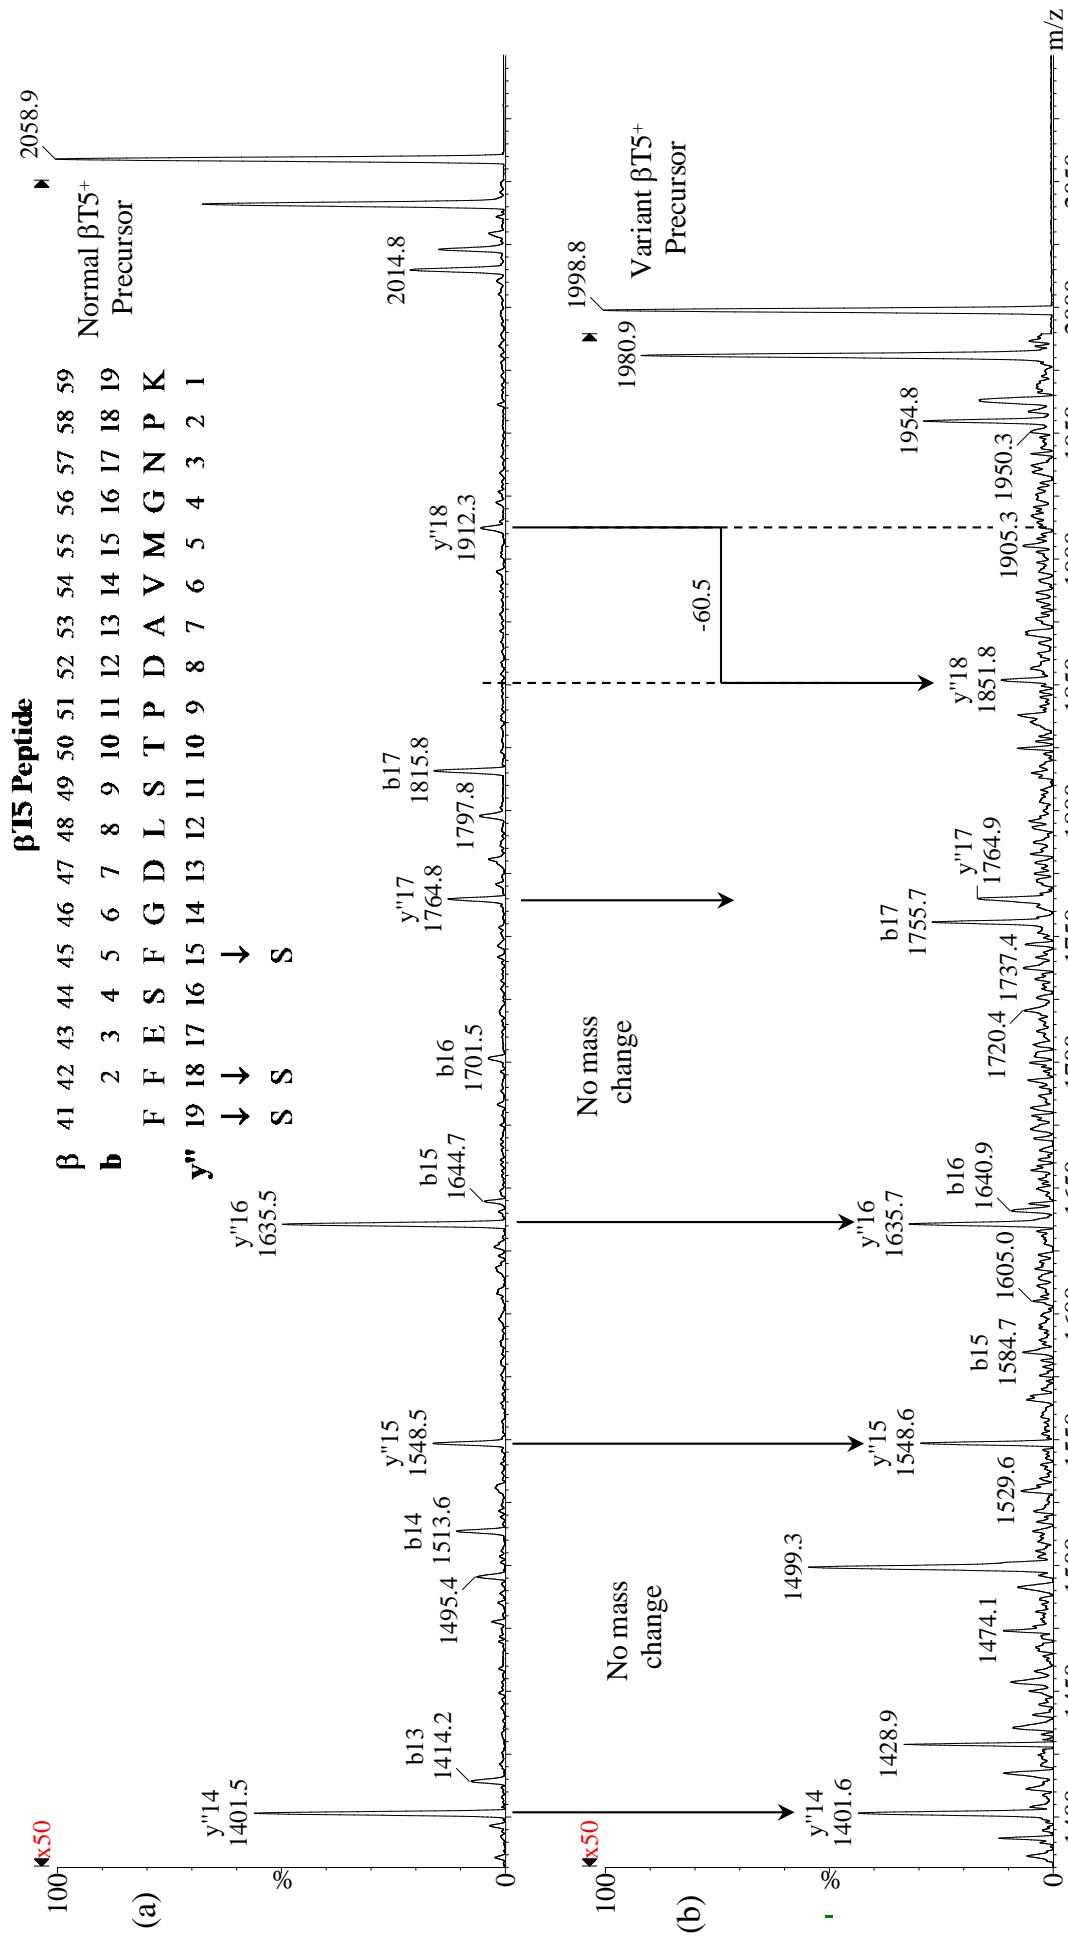 βT5 Peptide
β 41 42 43 44 45 46 47 48 49 50 51 52 53 54 55 56 57 58 59
b 2 3 4 5 6 7 8 9 10 11 12 13 14 15 16 17 18 19
F F E S F G D L S T P D A V M G N P K
y" 19 18 17 16 15 14 13 12 11 10 9 8 7 6 5 4 3 2 1
↓ ↓ ↓
S S S
x50
100
(a)
%
0
y"14
1401.5
b13
1414.2
1495.4
b14
1513.6
y"15
1548.5
y"16
1635.5
b15
1644.7
b16
1701.5
y"17
1764.8
1797.8
b17
1815.8
y"18
1912.3
2014.8
Normal βT5+
Precursor
2058.9
No mass
change
No mass
change
-60.5
x50
100
(b)
%
0
y"14
1401.6
1428.9
1474.1
1499.3
1529.6
y"15
1548.6
b15
1584.7
1605.0
y"16
1635.7
b16
1640.9
1720.4
1737.4
b17
1755.7
y"17
1764.9
y"18
1851.8
1905.3
1950.3
1954.8
1980.9
1998.8
Variant βT5+
Precursor
m/z